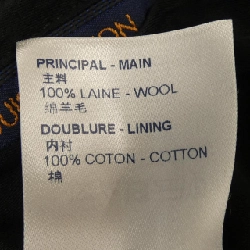 PRINCIPAL - MAIN
主料
100% LAINE - WOOL
绵羊毛
DOUBLURE - LINING
内衬
100% COTON - COTTON
棉